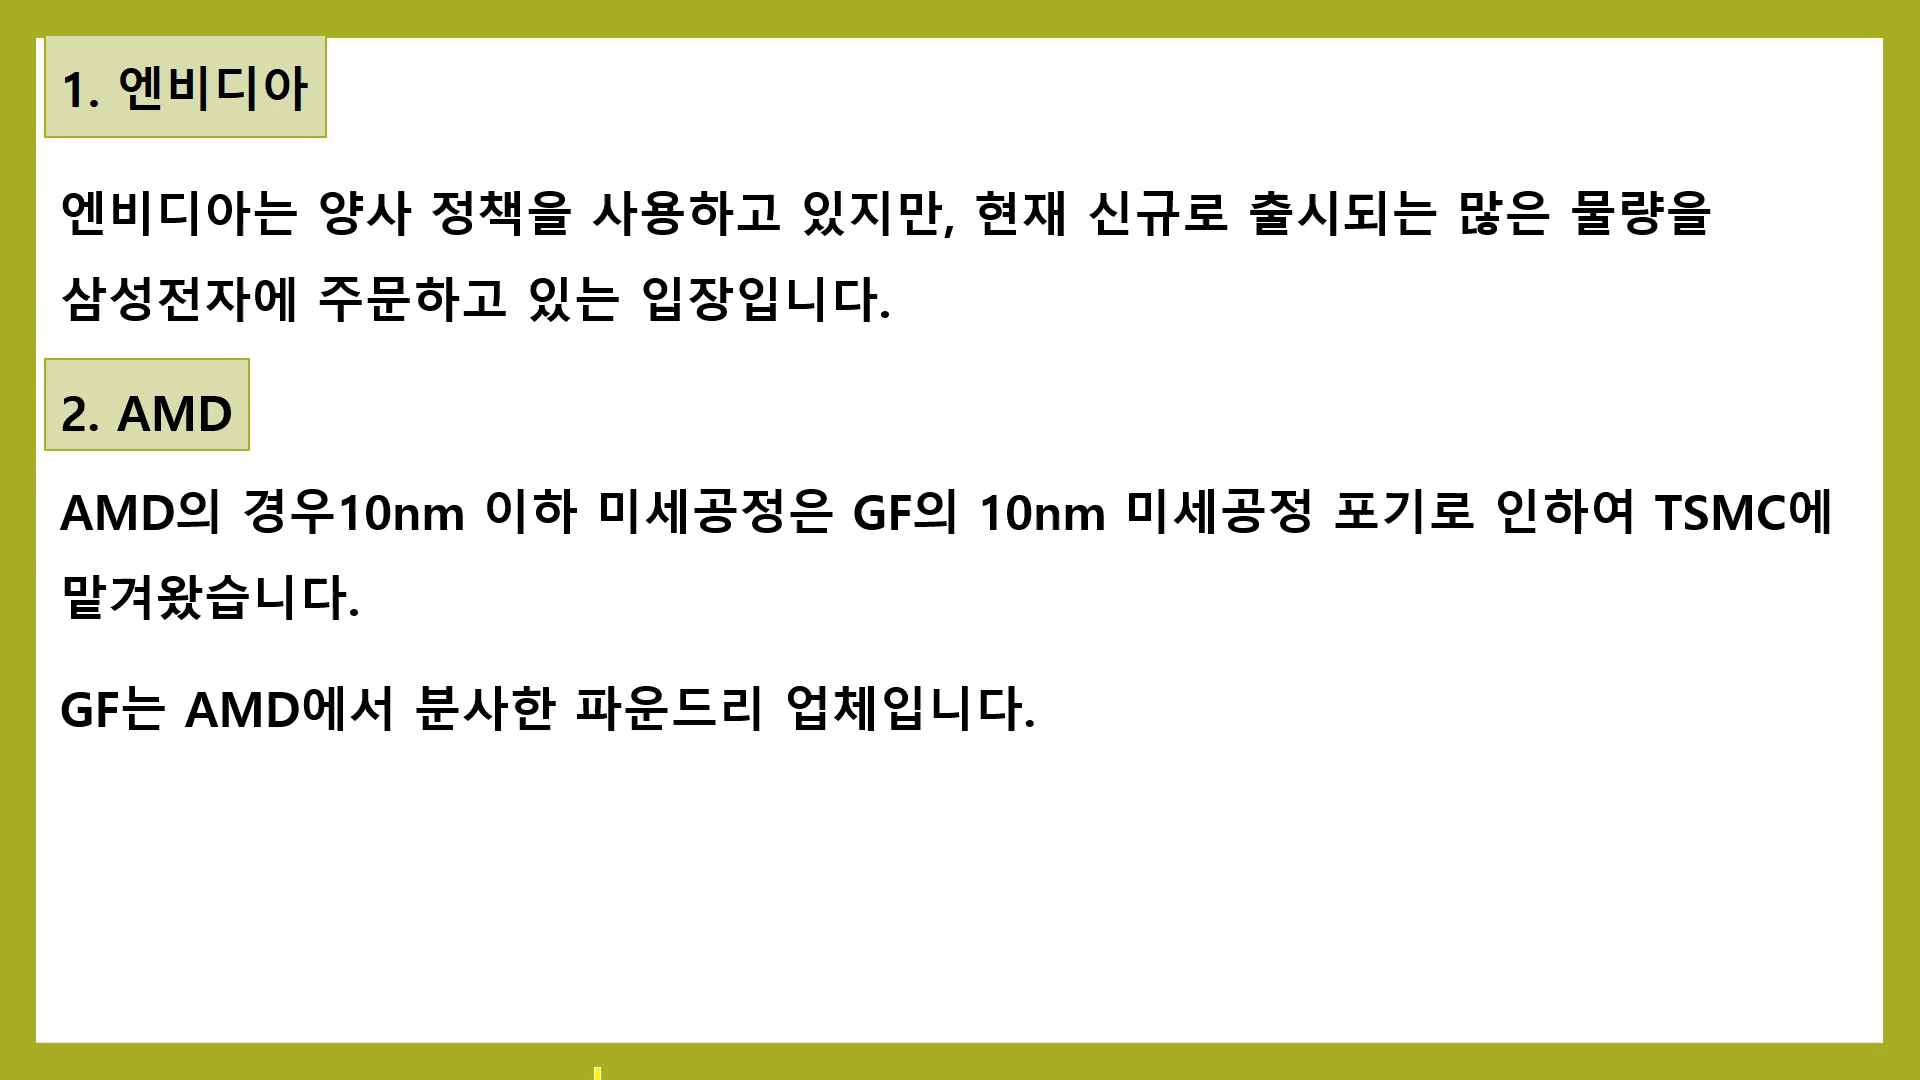 1. 엔비디아
엔비디아는 양사 정책을 사용하고 있지만, 현재 신규로 출시되는 많은 물량을
삼성전자에 주문하고 있는 입장입니다.
2. AMD
AMD의 경우10nm 이하 미세공정은 GF의 10nm 미세공정 포기로 인하여 TSMC에
맡겨왔습니다.
GF는 AMD에서 분사한 파운드리 업체입니다.